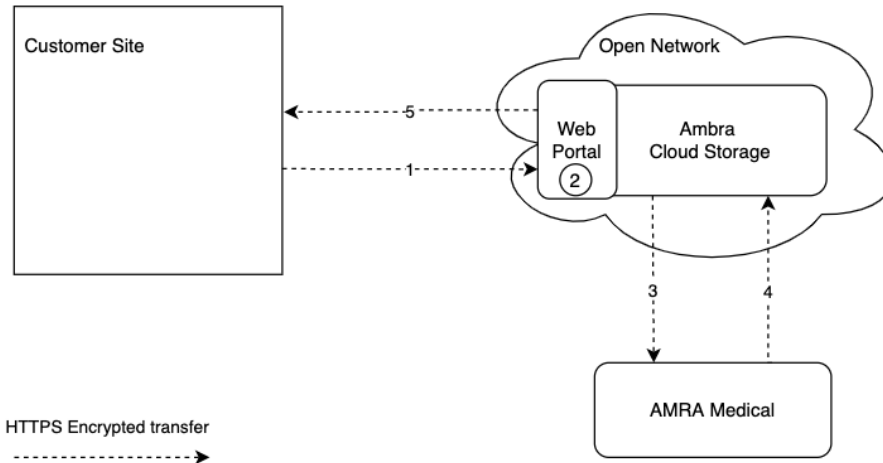 Customer Site
Open Network
5
Web
Portal
2
Ambra
Cloud Storage
1
3
4
AMRA Medical
HTTPS Encrypted transfer